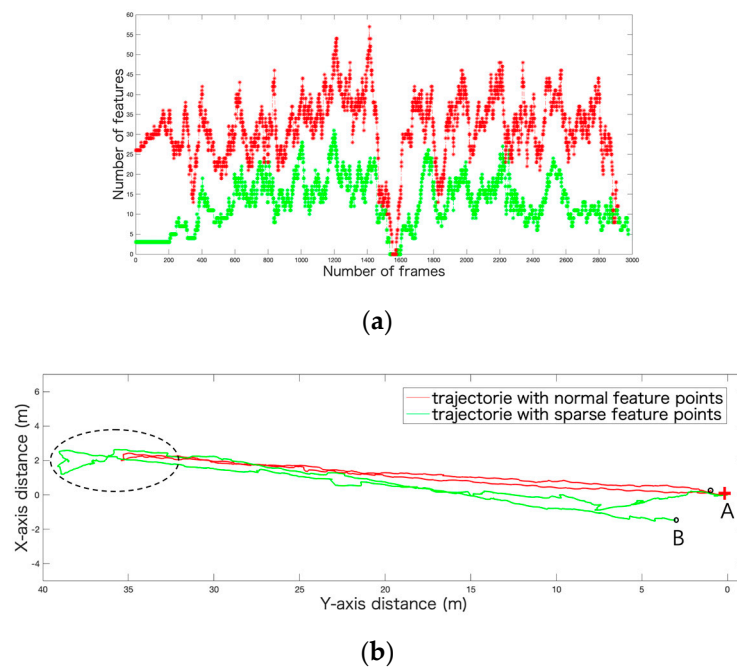 60
55
50
45
40
35
30
25
20
15
10
5
0
Number of features
0 200 400 600 800 1000 1200 1400 1600 1800 2000 2200 2400 2600 2800 3000
Number of frames
(a)
6
4
2
0
-2
-4
X-axis distance (m)
trajectorie with normal feature points
trajectorie with sparse feature points
A
B
40 35 30 25 20 15 10 5 0
Y-axis distance (m)
(b)